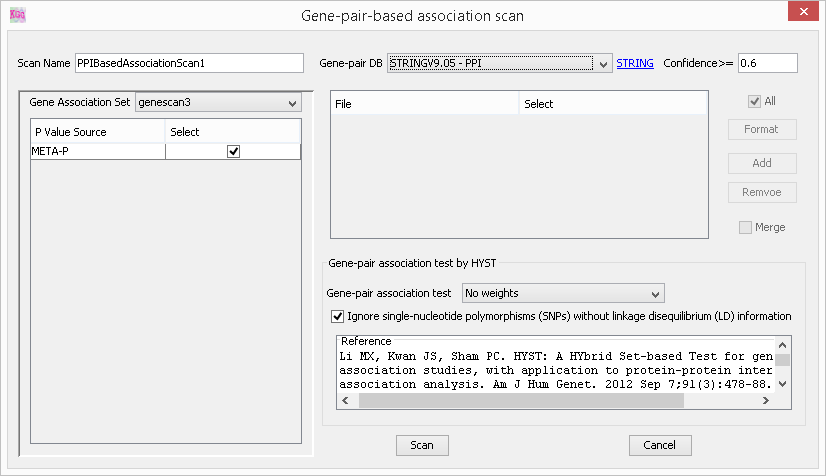 KGG
Gene-pair-based association scan
Scan Name PPIBasedAssociationScan1
Gene-pair DB STRINGV9.05 - PPI STRING Confidence>= 0.6
Gene Association Set genescan3
P Value Source Select
META-P
File Select
All
Format
Add
Remvoe
Merge
Gene-pair association test by HYST
Gene-pair association test No weights
Ignore single-nucleotide polymorphisms (SNPs) without linkage disequilibrium (LD) information
Reference
Li MX, Kwan JS, Sham PC. HYST: A HYbrid Set-based Test for gen
association studies, with application to protein-protein inter
association analysis. Am J Hum Genet. 2012 Sep 7;91(3):478-88.
Scan
Cancel